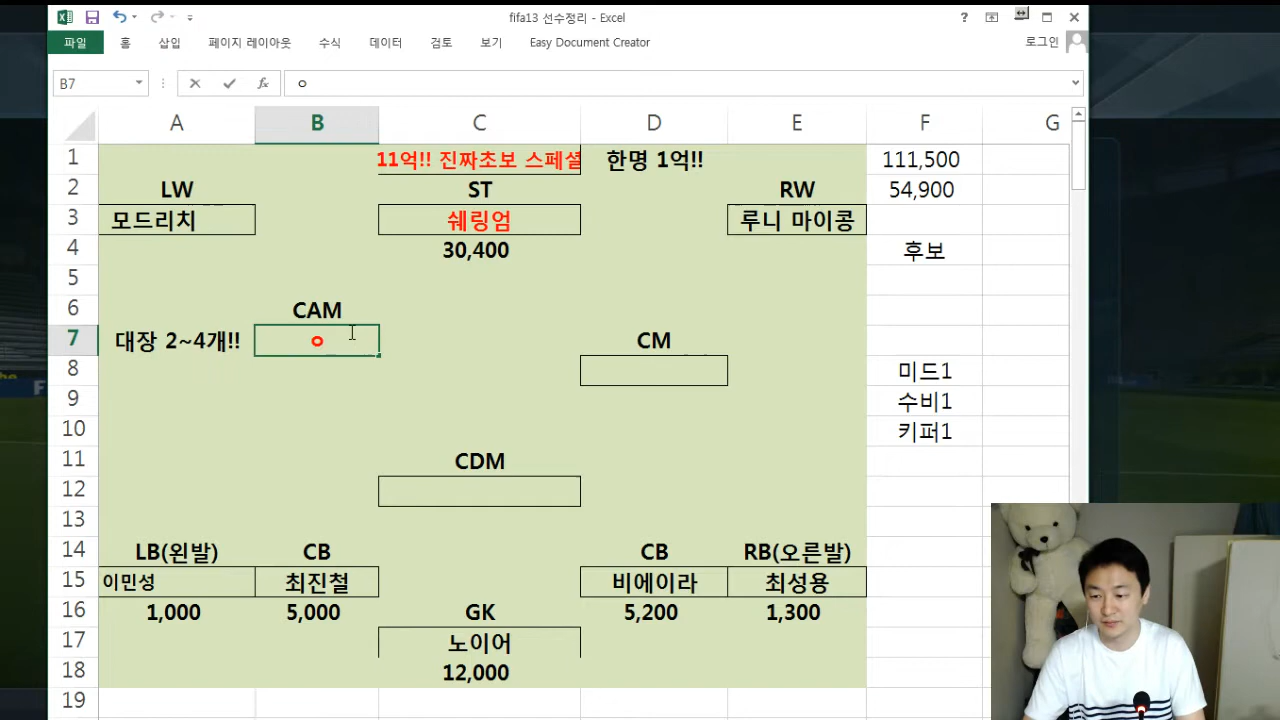 fifa13 선수정리 - Excel
파일 홈 삽입 페이지 레이아웃 수식 데이터 검토 보기 Easy Document Creator 로그인
B7 fx ㅇ
A B C D E F G
1 11억!! 진짜초보 스페셜 한명 1억!! 111,500
2 LW ST RW 54,900
3 모드리치 쉐링엄 루니 마이콩
4 30,400 후보
5
6 CAM
7 대장 2~4개!! ㅇ CM
8 미드1
9 수비1
10 키퍼1
11 CDM
12
13
14 LB(왼발) CB CB RB(오른발)
15 이민성 최진철 비에이라 최성용
16 1,000 5,000 GK 5,200 1,300
17 노이어
18 12,000
19